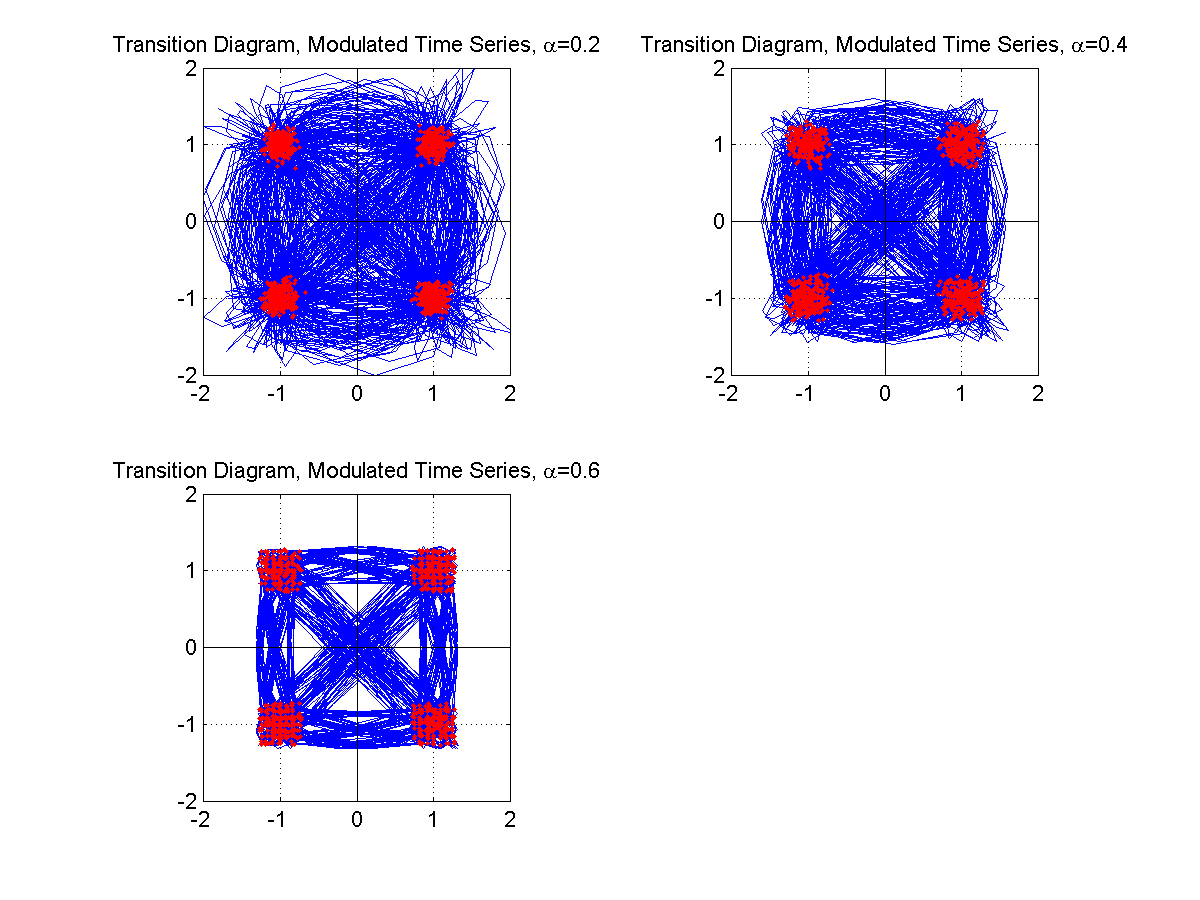 Transition Diagram, Modulated Time Series, α=0.2
2
1
0
-1
-2
-2 -1 0 1 2
Transition Diagram, Modulated Time Series, α=0.4
2
1
0
-1
-2
-2 -1 0 1 2
Transition Diagram, Modulated Time Series, α=0.6
2
1
0
-1
-2
-2 -1 0 1 2